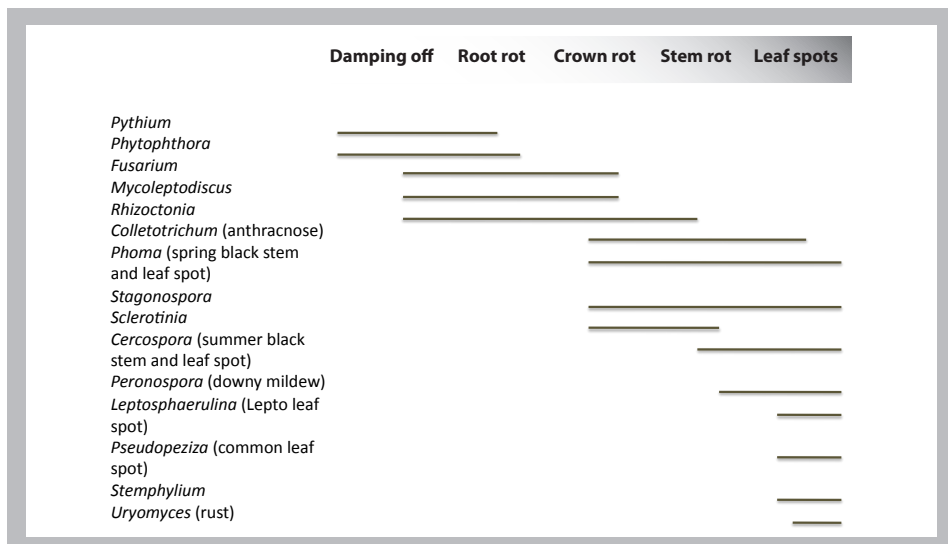 Damping off Root rot Crown rot Stem rot Leaf spots
Pythium
Phytophthora
Fusarium
Mycoleptodiscus
Rhizoctonia
Colletotrichum (anthracnose)
Phoma (spring black stem
and leaf spot)
Stagonospora
Sclerotinia
Cercospora (summer black
stem and leaf spot)
Peronospora (downy mildew)
Leptosphaerulina (Lepto leaf
spot)
Pseudopeziza (common leaf
spot)
Stemphylium
Uryomyces (rust)